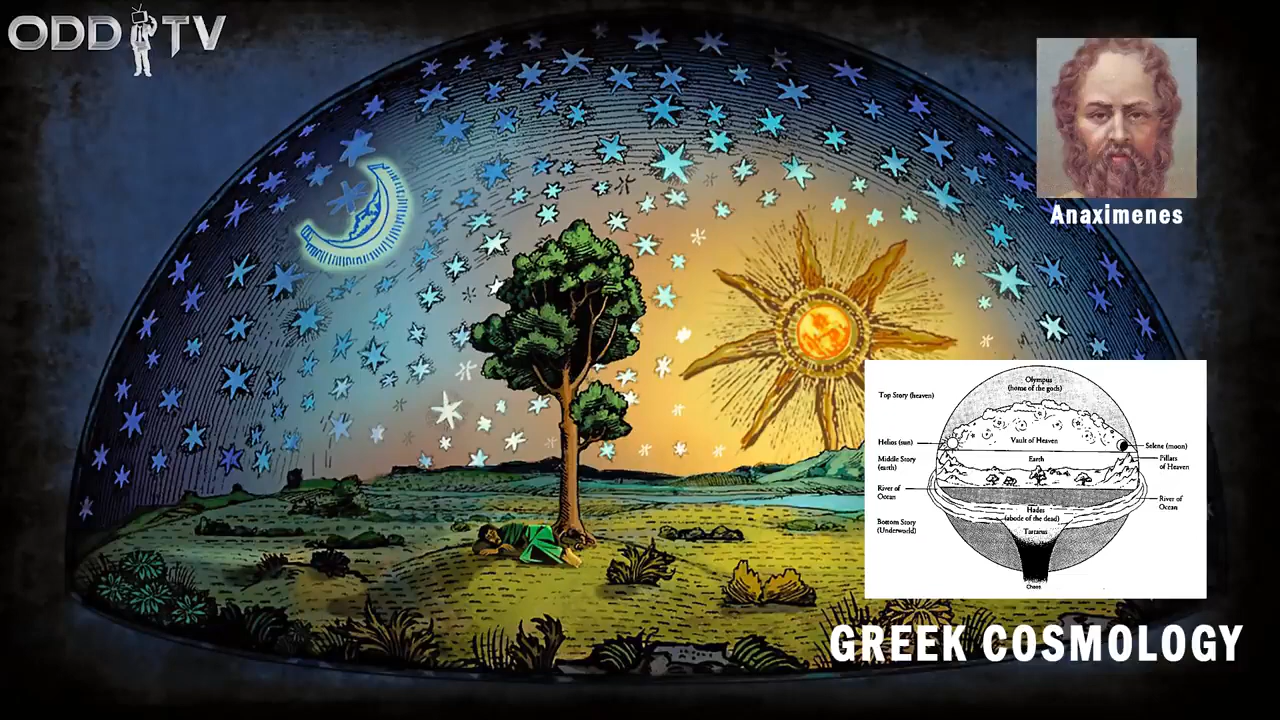 ODD TV
Anaximenes
Olympus
(home of the gods)
Top Story (heaven)
Vault of Heaven
Helios (sun)
Selene (moon)
Middle Story
(earth)
Earth
Pillars
of Heaven
River of
Ocean
River of
Ocean
Hades
(abode of the dead)
Bottom Story
(Underworld)
Tartarus
Chaos
GREEK COSMOLOGY